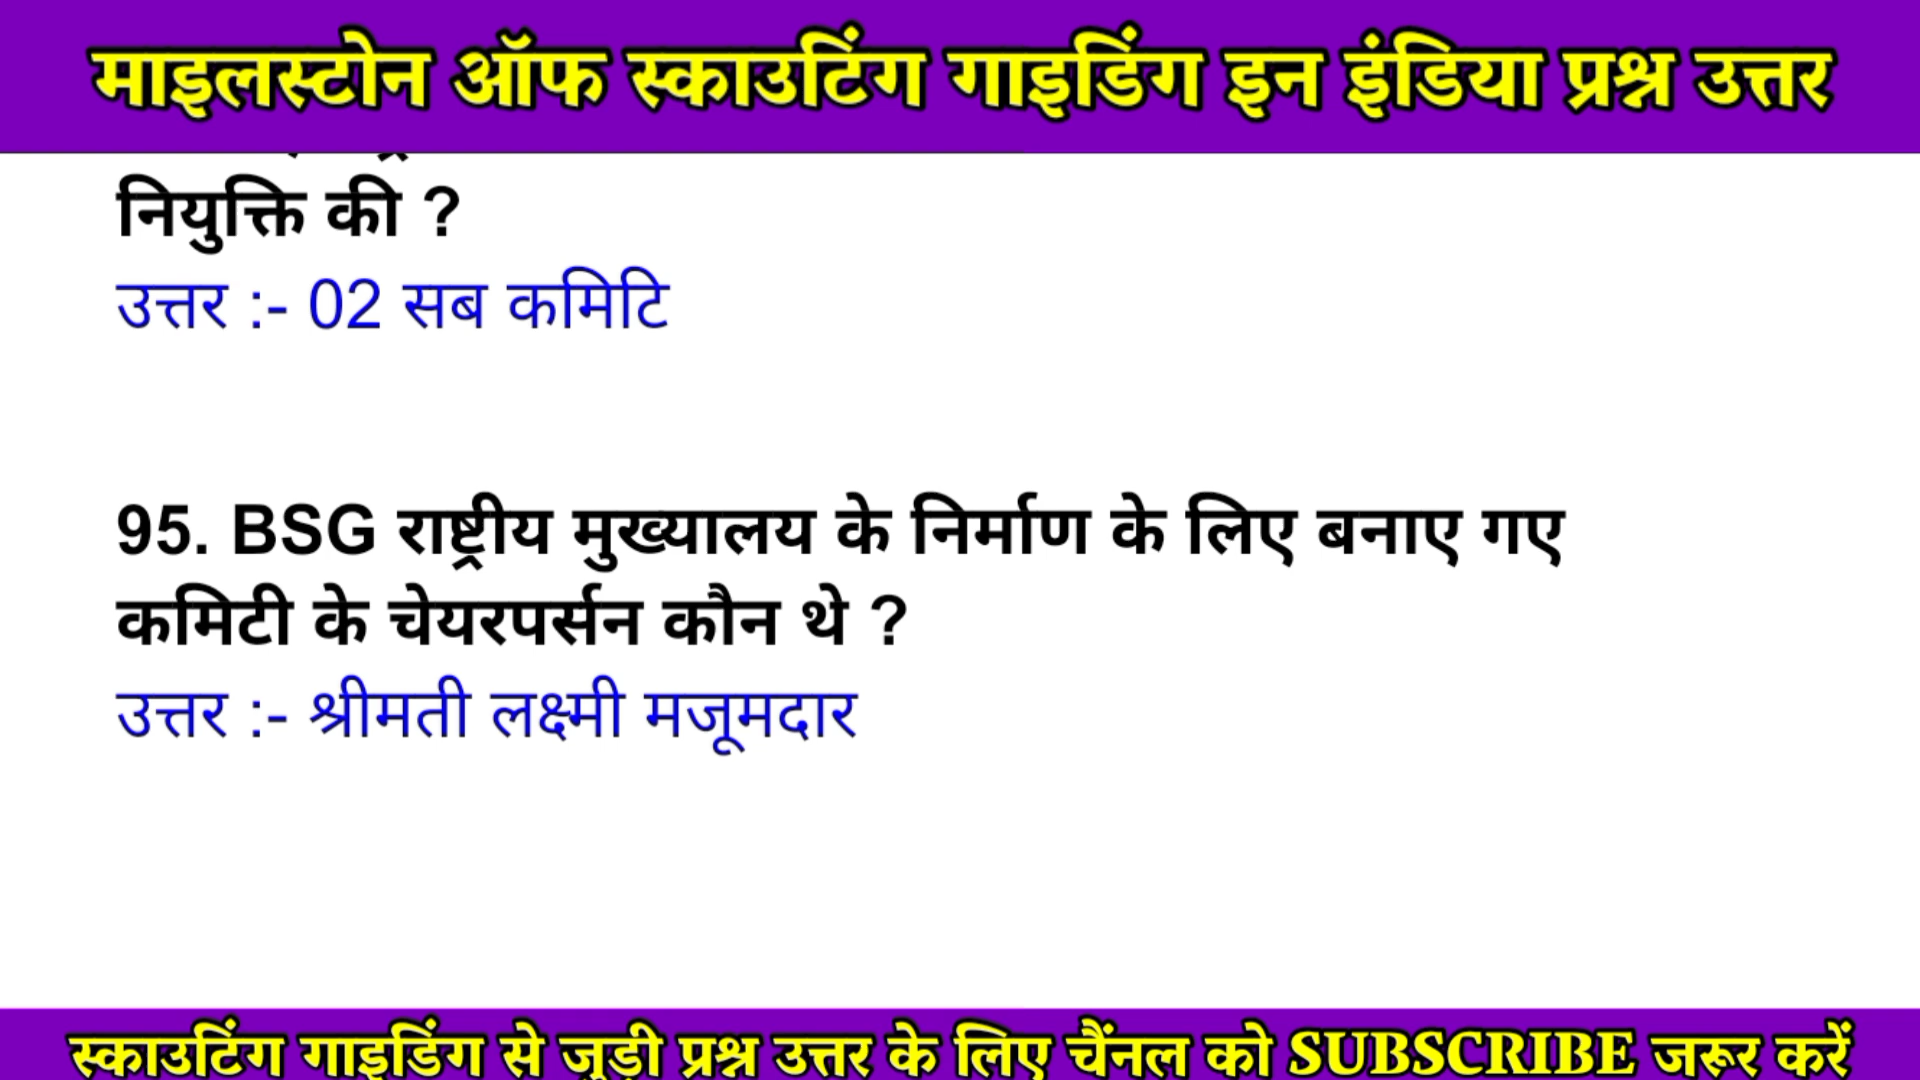 माइलस्टोन ऑफ स्काउटिंग गाइडिंग इन इंडिया प्रश्न उत्तर
नियुक्ति की ?
उत्तर :- 02 सब कमिटि
95. BSG राष्ट्रीय मुख्यालय के निर्माण के लिए बनाए गए
कमिटी के चेयरपर्सन कौन थे ?
उत्तर :- श्रीमती लक्ष्मी मजूमदार
स्काउटिंग गाइडिंग से जुड़ी प्रश्न उत्तर के लिए चैंनल को SUBSCRIBE जरूर करें